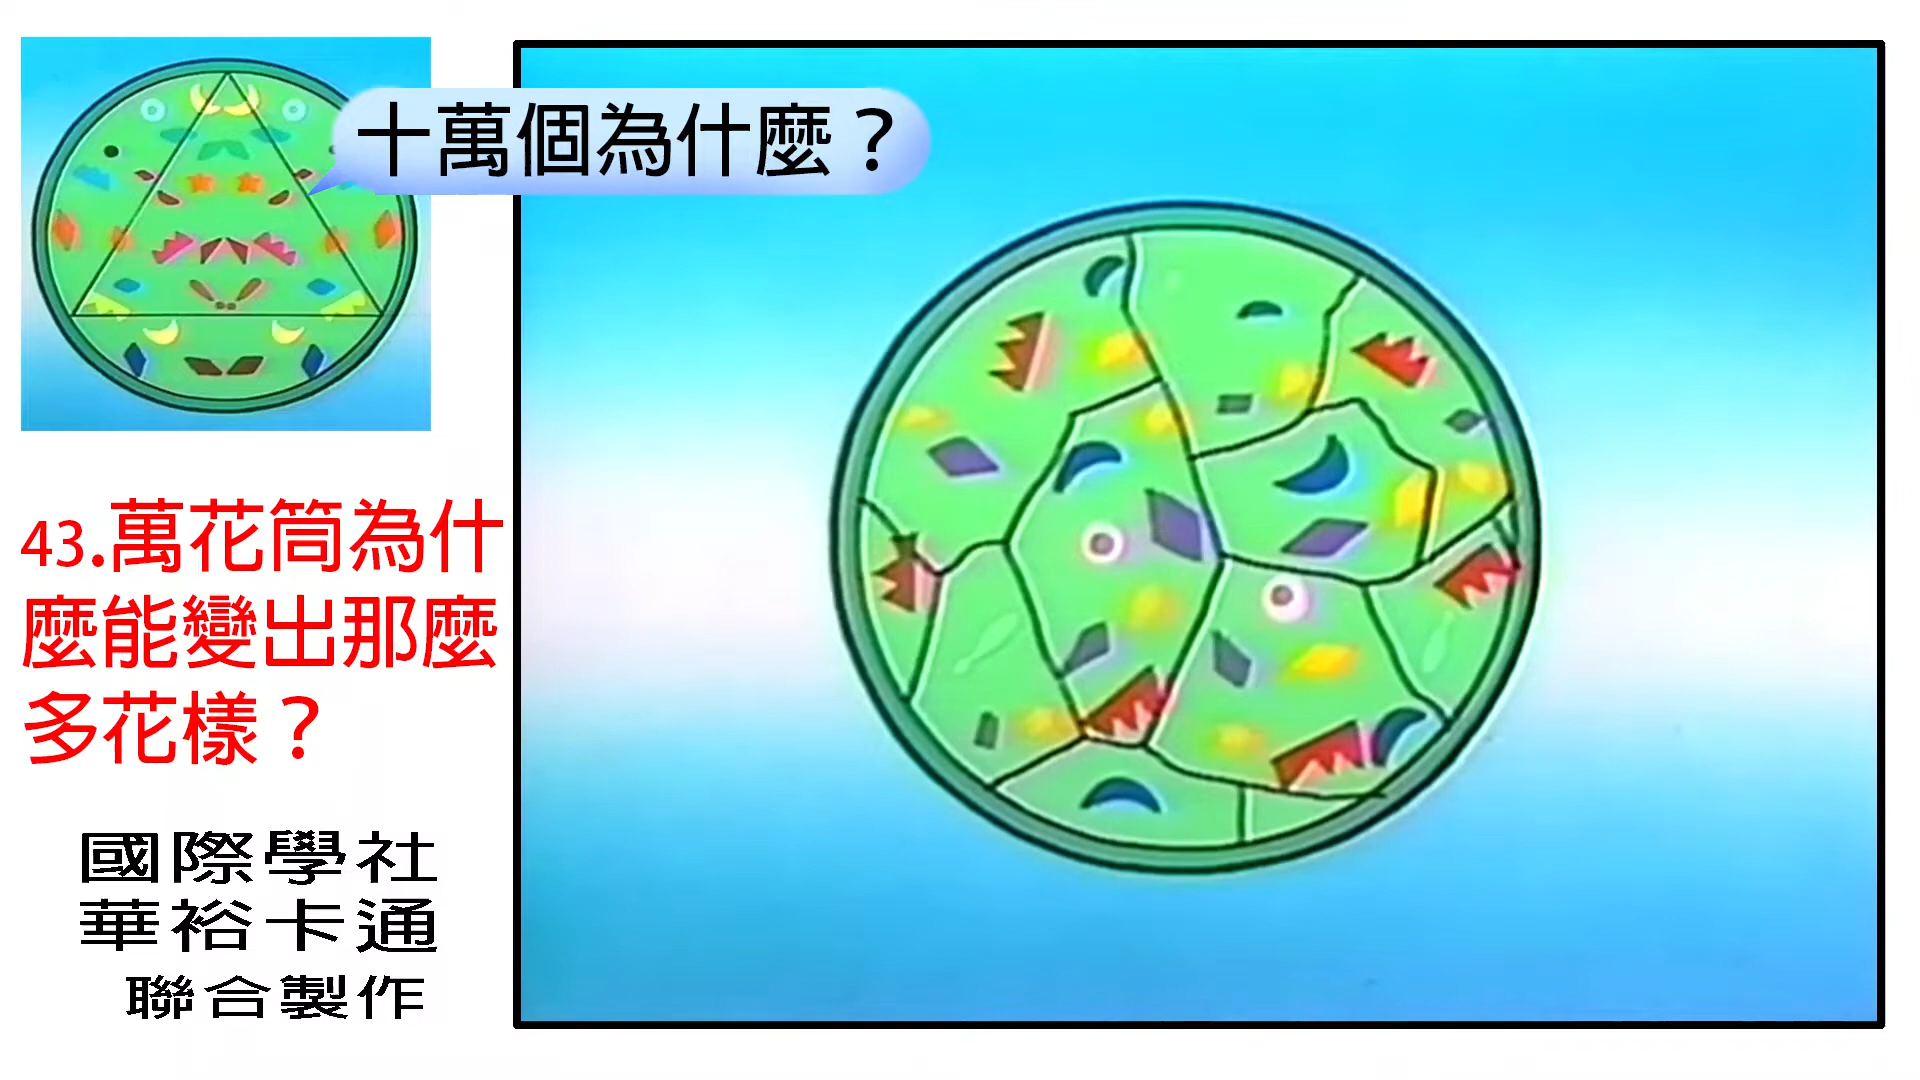 十萬個為什麼？
43.萬花筒為什
麼能變出那麼
多花樣？
國際學社
華裕卡通
聯合製作